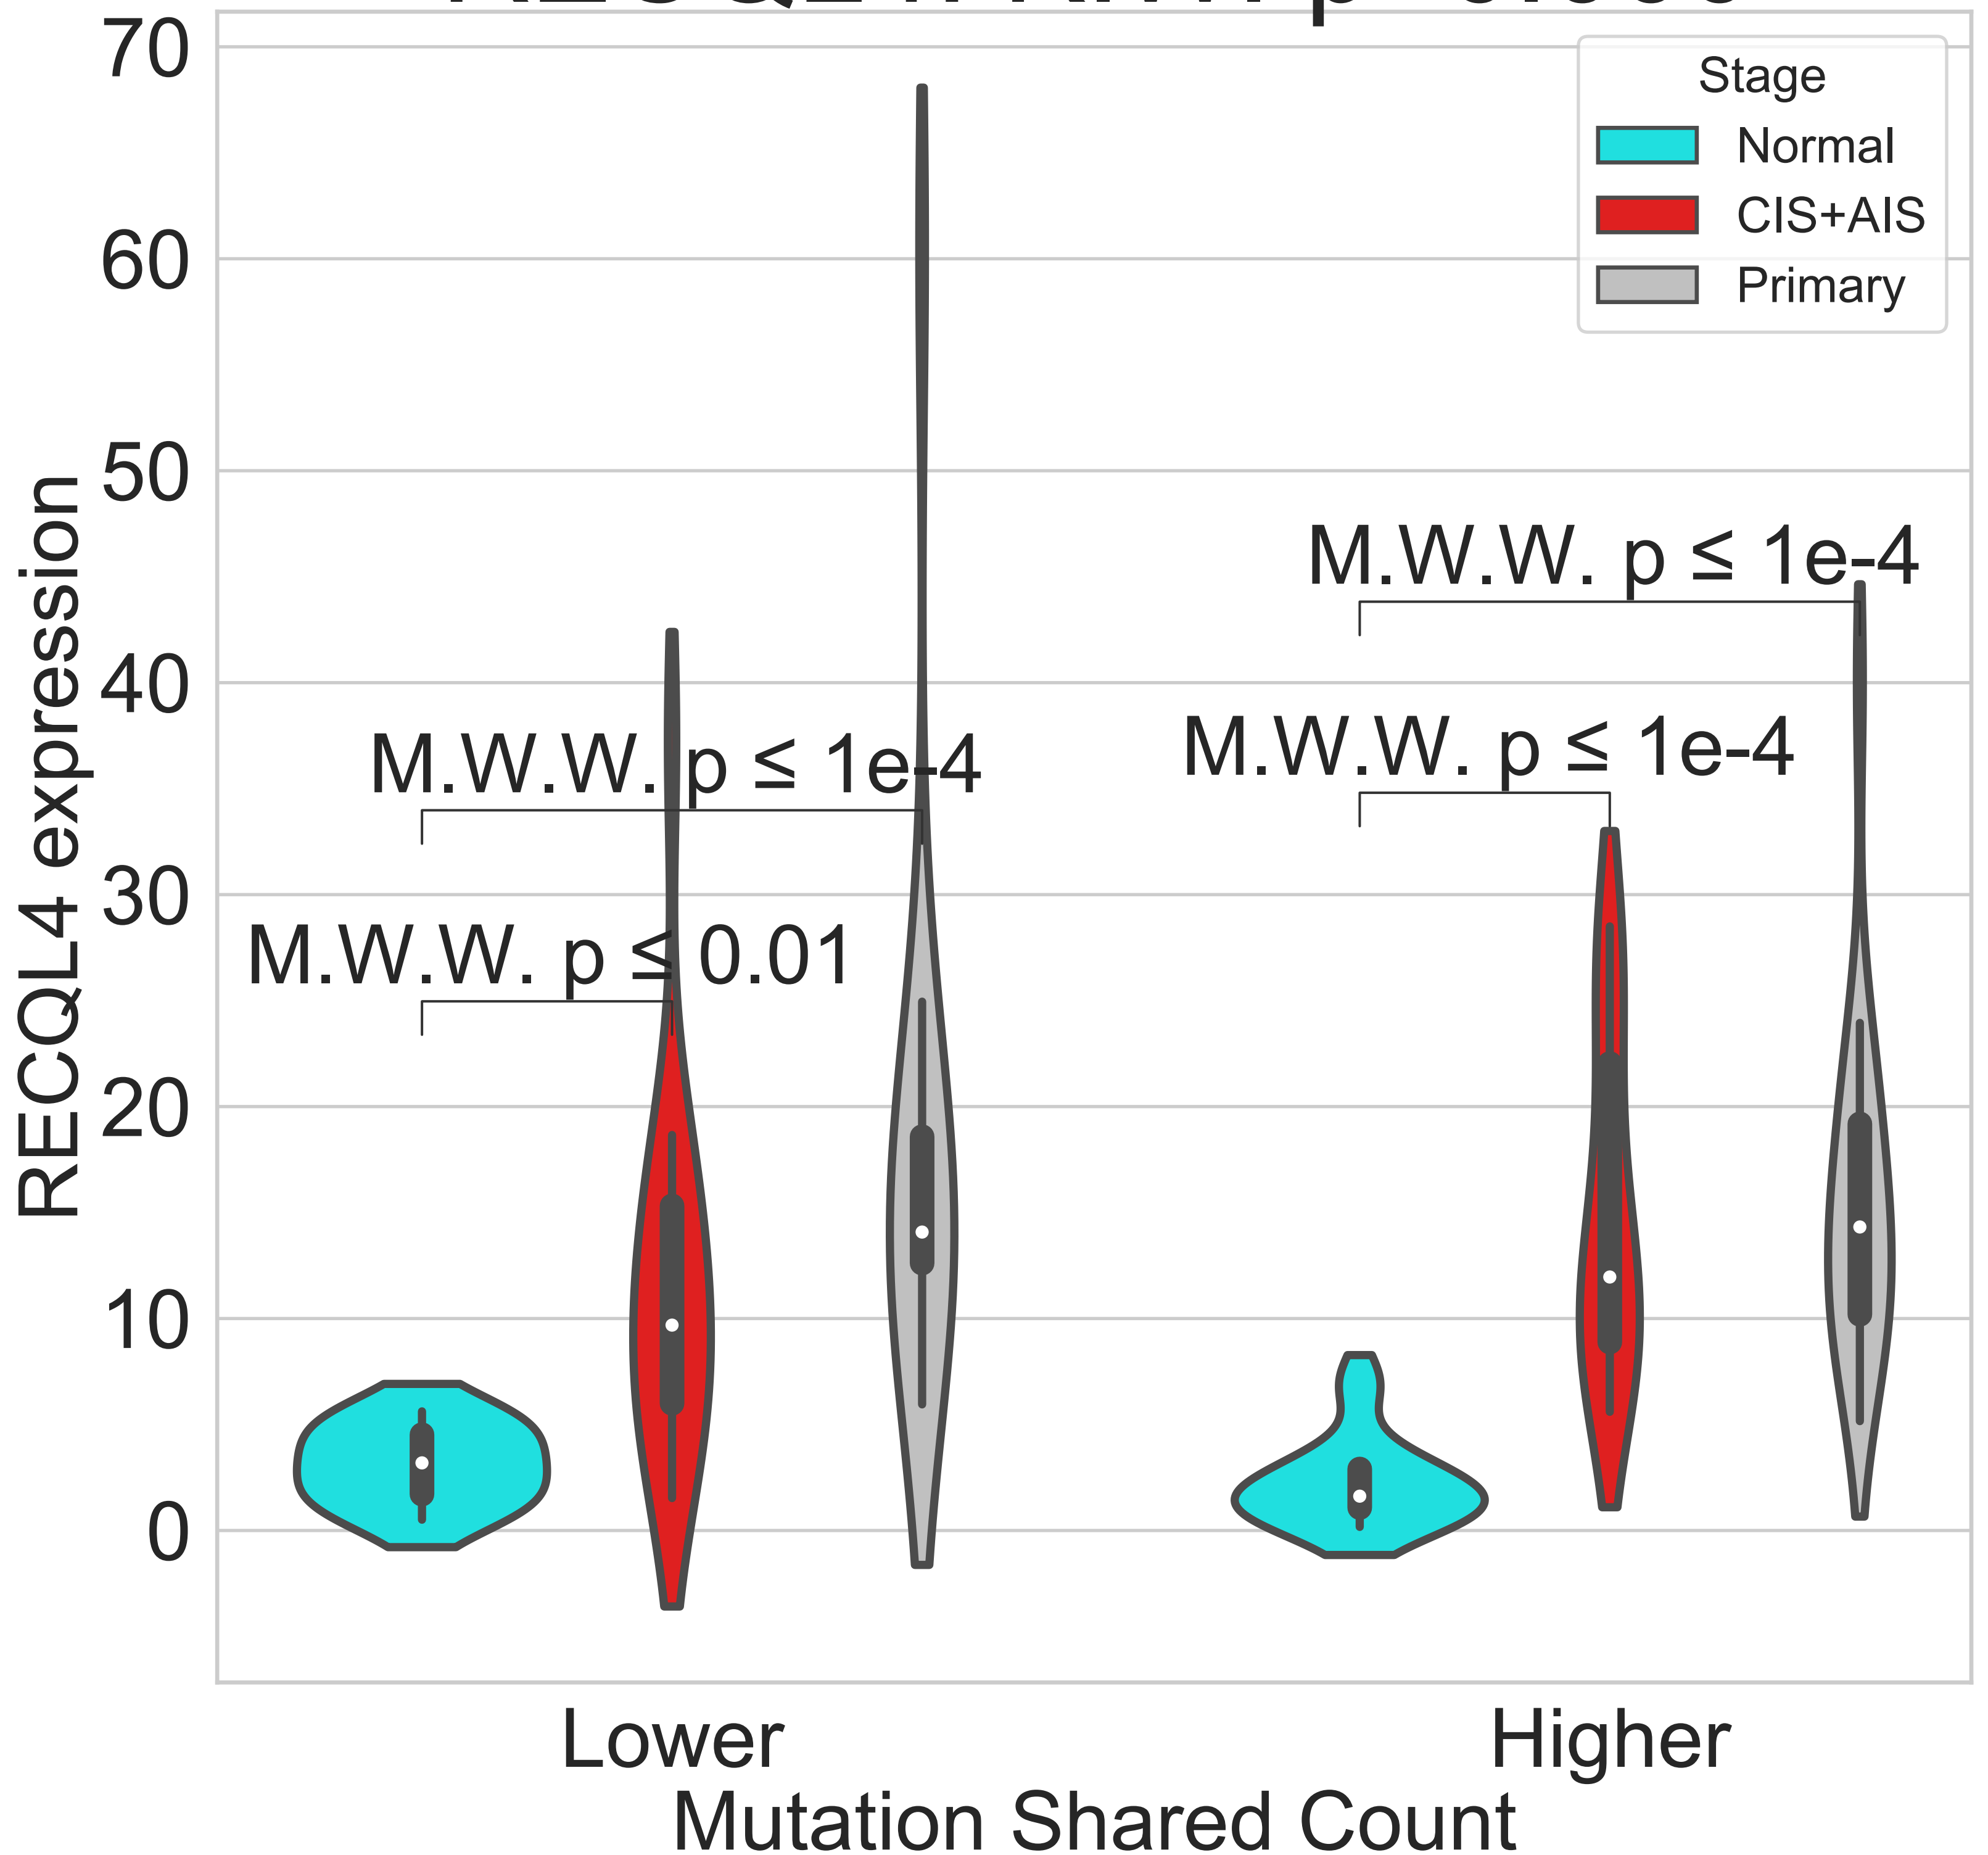 70
Stage
Normal
CIS+AIS
Primary
60
50
M.W.W. p ≤ 1e-4
40
M.W.W. p ≤ 1e-4
M.W.W. p ≤ 1e-4
30
M.W.W. p ≤ 0.01
20
10
0
RECQL4 expression
Lower
Higher
Mutation Shared Count